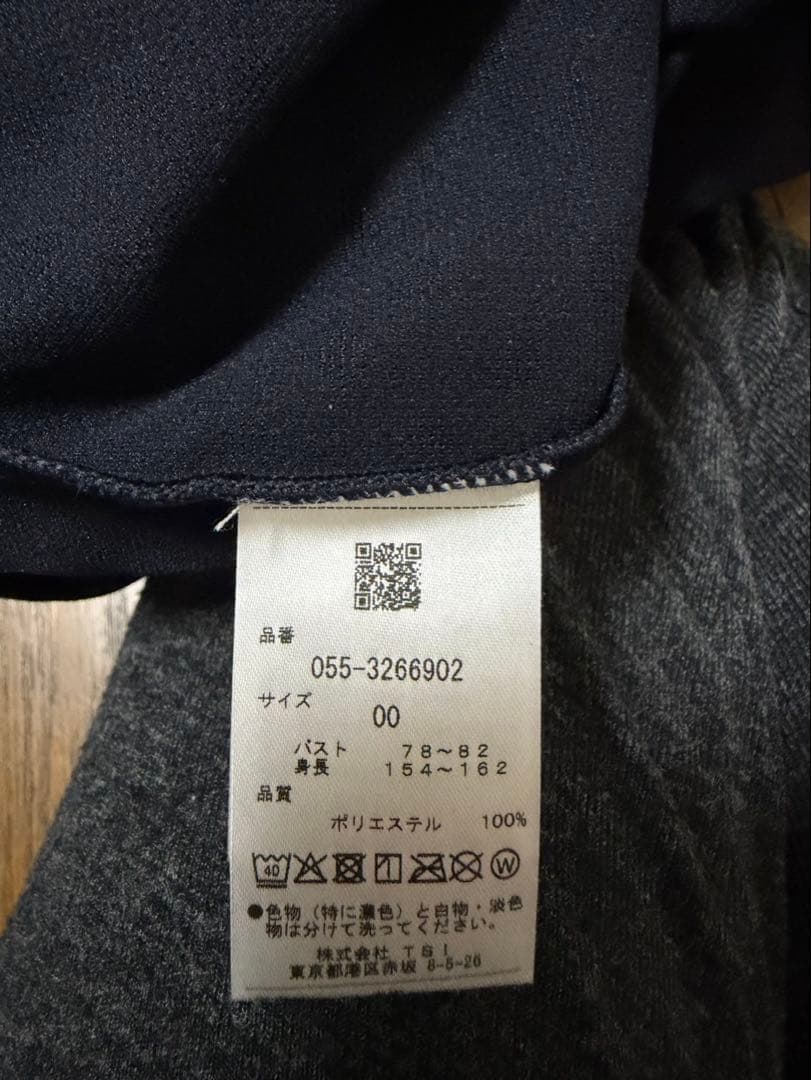 品番
055-3266902
サイズ
00
バスト 78～82
身長 154～162
品質
ポリエステル 100%
40 W
●色物（特に濃色）と白物・淡色
物は分けて洗ってください。
株式会社 TSI
東京都港区赤坂 8-5-26